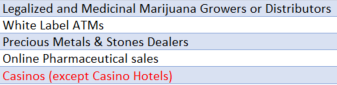 Legalized and Medicinal Marijuana Growers or Distributors
White Label ATMs
Precious Metals & Stones Dealers
Online Pharmaceutical sales
Casinos (except Casino Hotels)